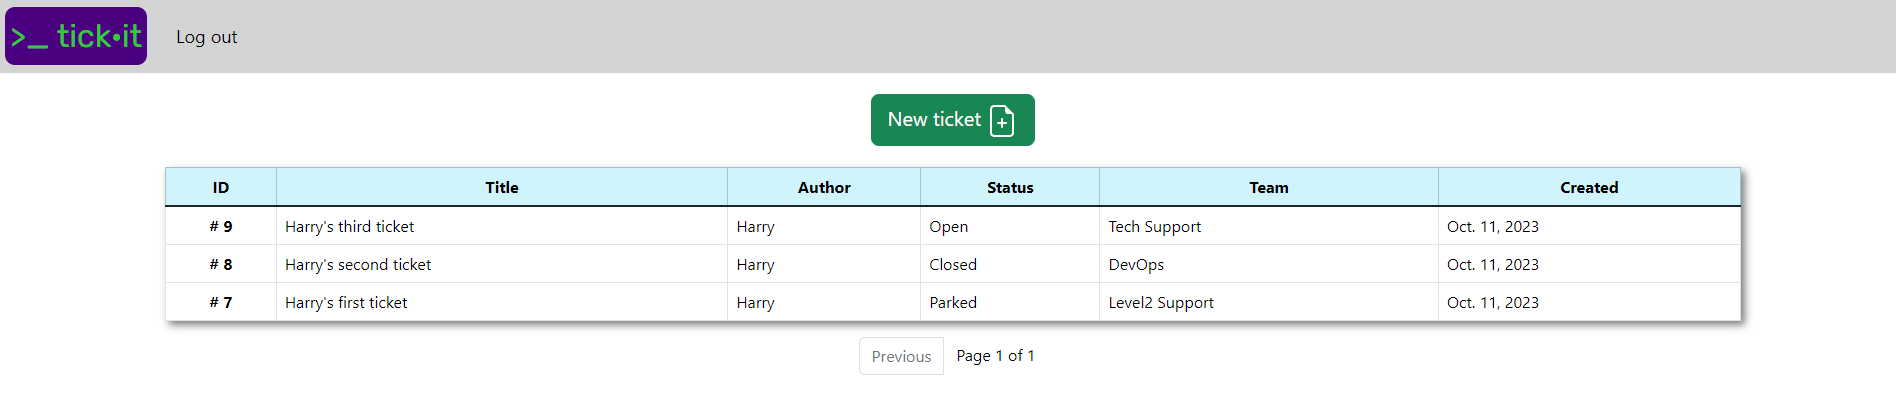 >_ tick•it Log out
New ticket
ID Title Author Status Team Created
# 9 Harry's third ticket Harry Open Tech Support Oct. 11, 2023
# 8 Harry's second ticket Harry Closed DevOps Oct. 11, 2023
# 7 Harry's first ticket Harry Parked Level2 Support Oct. 11, 2023
Previous Page 1 of 1